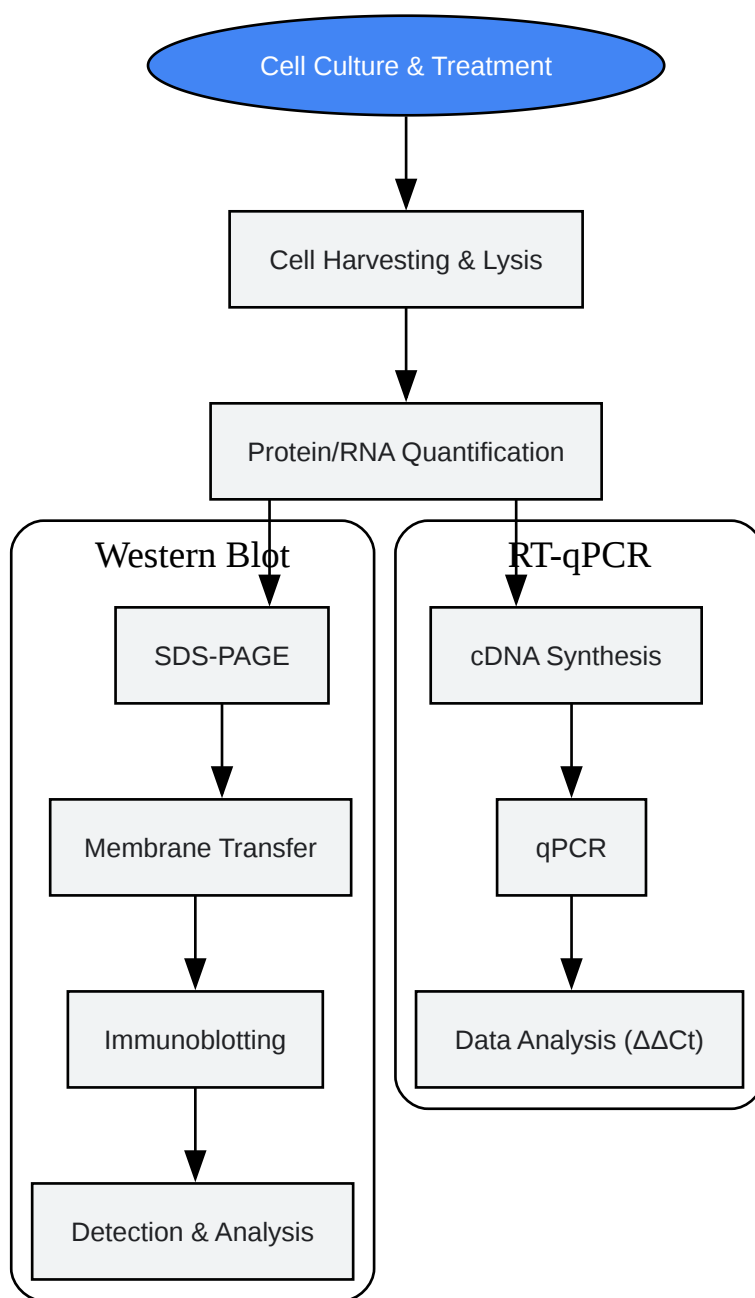 Cell Culture & Treatment
Cell Harvesting & Lysis
Protein/RNA Quantification
Western Blot
SDS-PAGE
Membrane Transfer
Immunoblotting
Detection & Analysis
RT-qPCR
cDNA Synthesis
qPCR
Data Analysis (ΔΔCt)